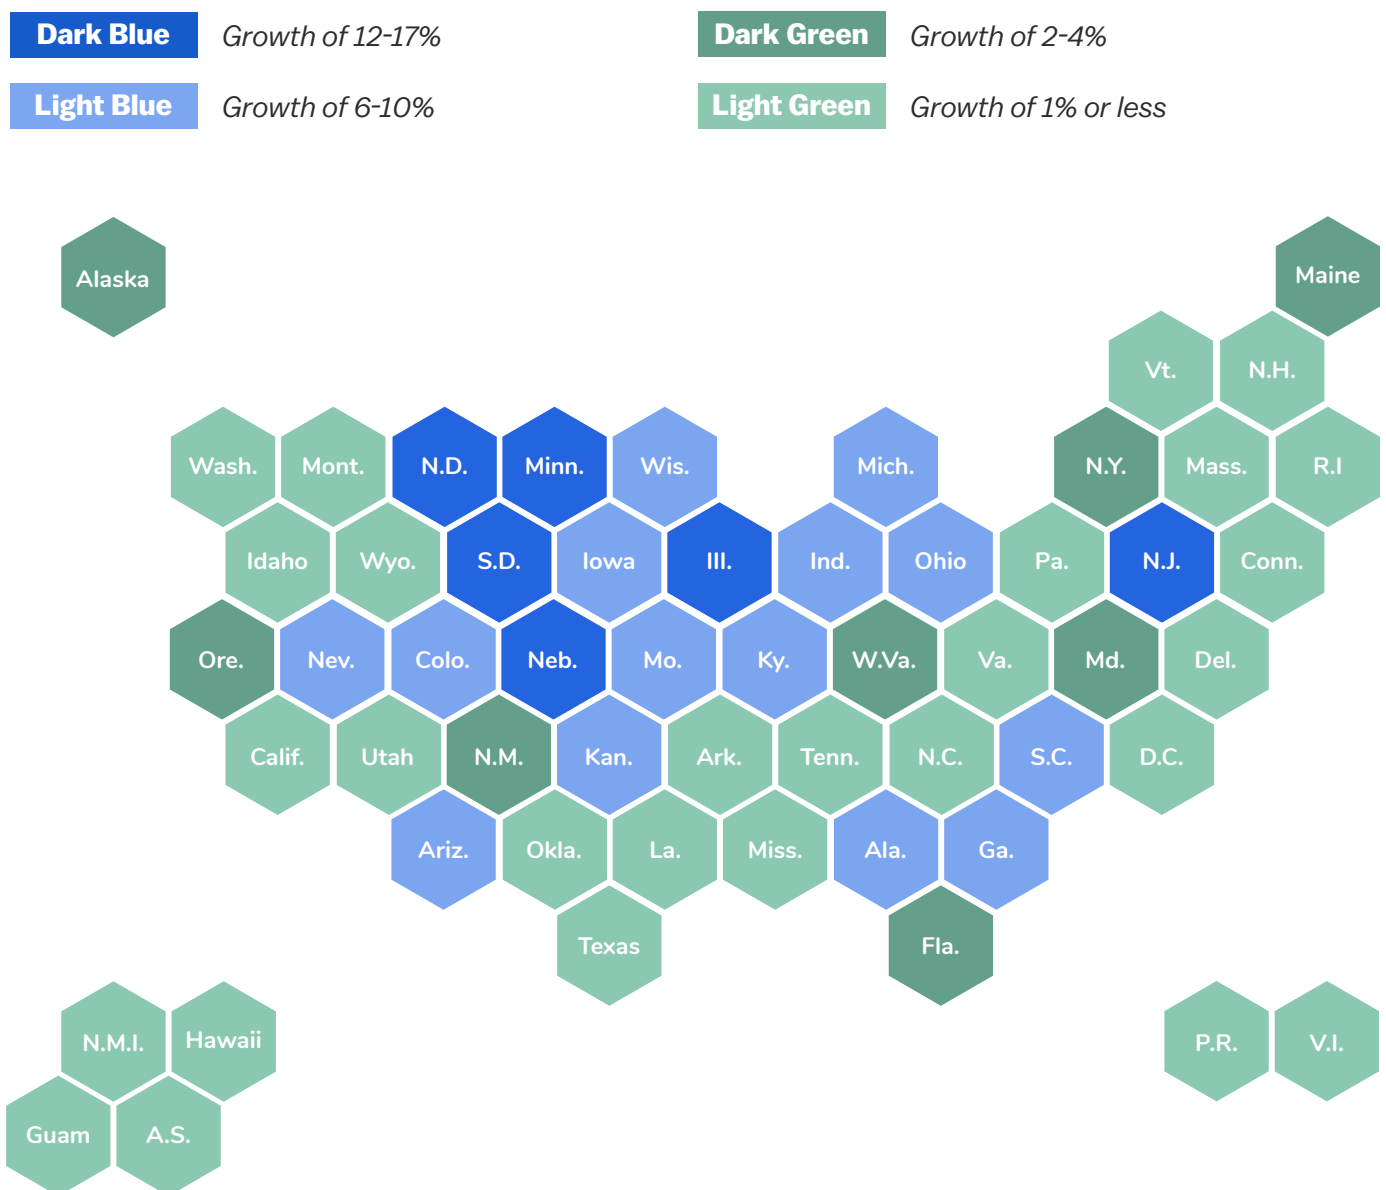 Dark Blue Growth of 12-17% Dark Green Growth of 2-4%
Light Blue Growth of 6-10% Light Green Growth of 1% or less
Alaska Maine
Vt. N.H.
Wash. Mont. N.D. Minn. Wis. Mich. N.Y. Mass. R.I
Idaho Wyo. S.D. Iowa Ill. Ind. Ohio Pa. N.J. Conn.
Ore. Nev. Colo. Neb. Mo. Ky. W.Va. Va. Md. Del.
Calif. Utah N.M. Kan. Ark. Tenn. N.C. S.C. D.C.
Ariz. Okla. La. Miss. Ala. Ga.
Texas Fla.
N.M.I. Hawaii P.R. V.I.
Guam A.S.